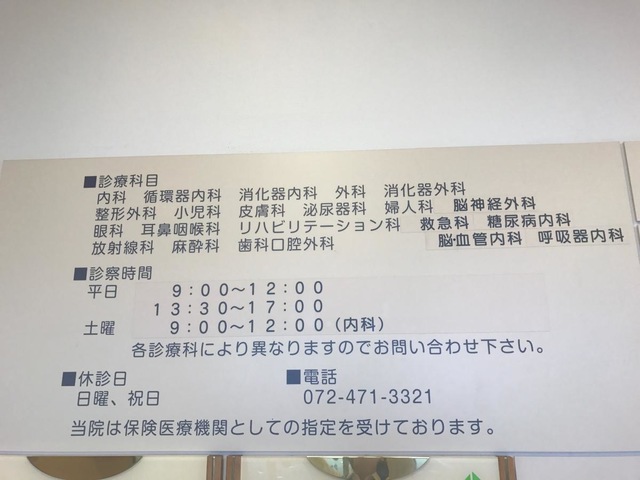 ■診療科目
内科 循環器内科 消化器内科 外科 消化器外科
整形外科 小児科 皮膚科 泌尿器科 婦人科 脳神経外科
眼科 耳鼻咽喉科 リハビリテーション科 救急科 糖尿病内科
放射線科 麻酔科 歯科口腔外科 脳・血管内科 呼吸器内科
■診察時間
平日 9:00〜12:00
13:30〜17:00
土曜 9:00〜12:00(内科)
各診療科により異なりますのでお問い合わせ下さい。
■休診日 ■電話
日曜、祝日 072-471-3321
当院は保険医療機関としての指定を受けております。